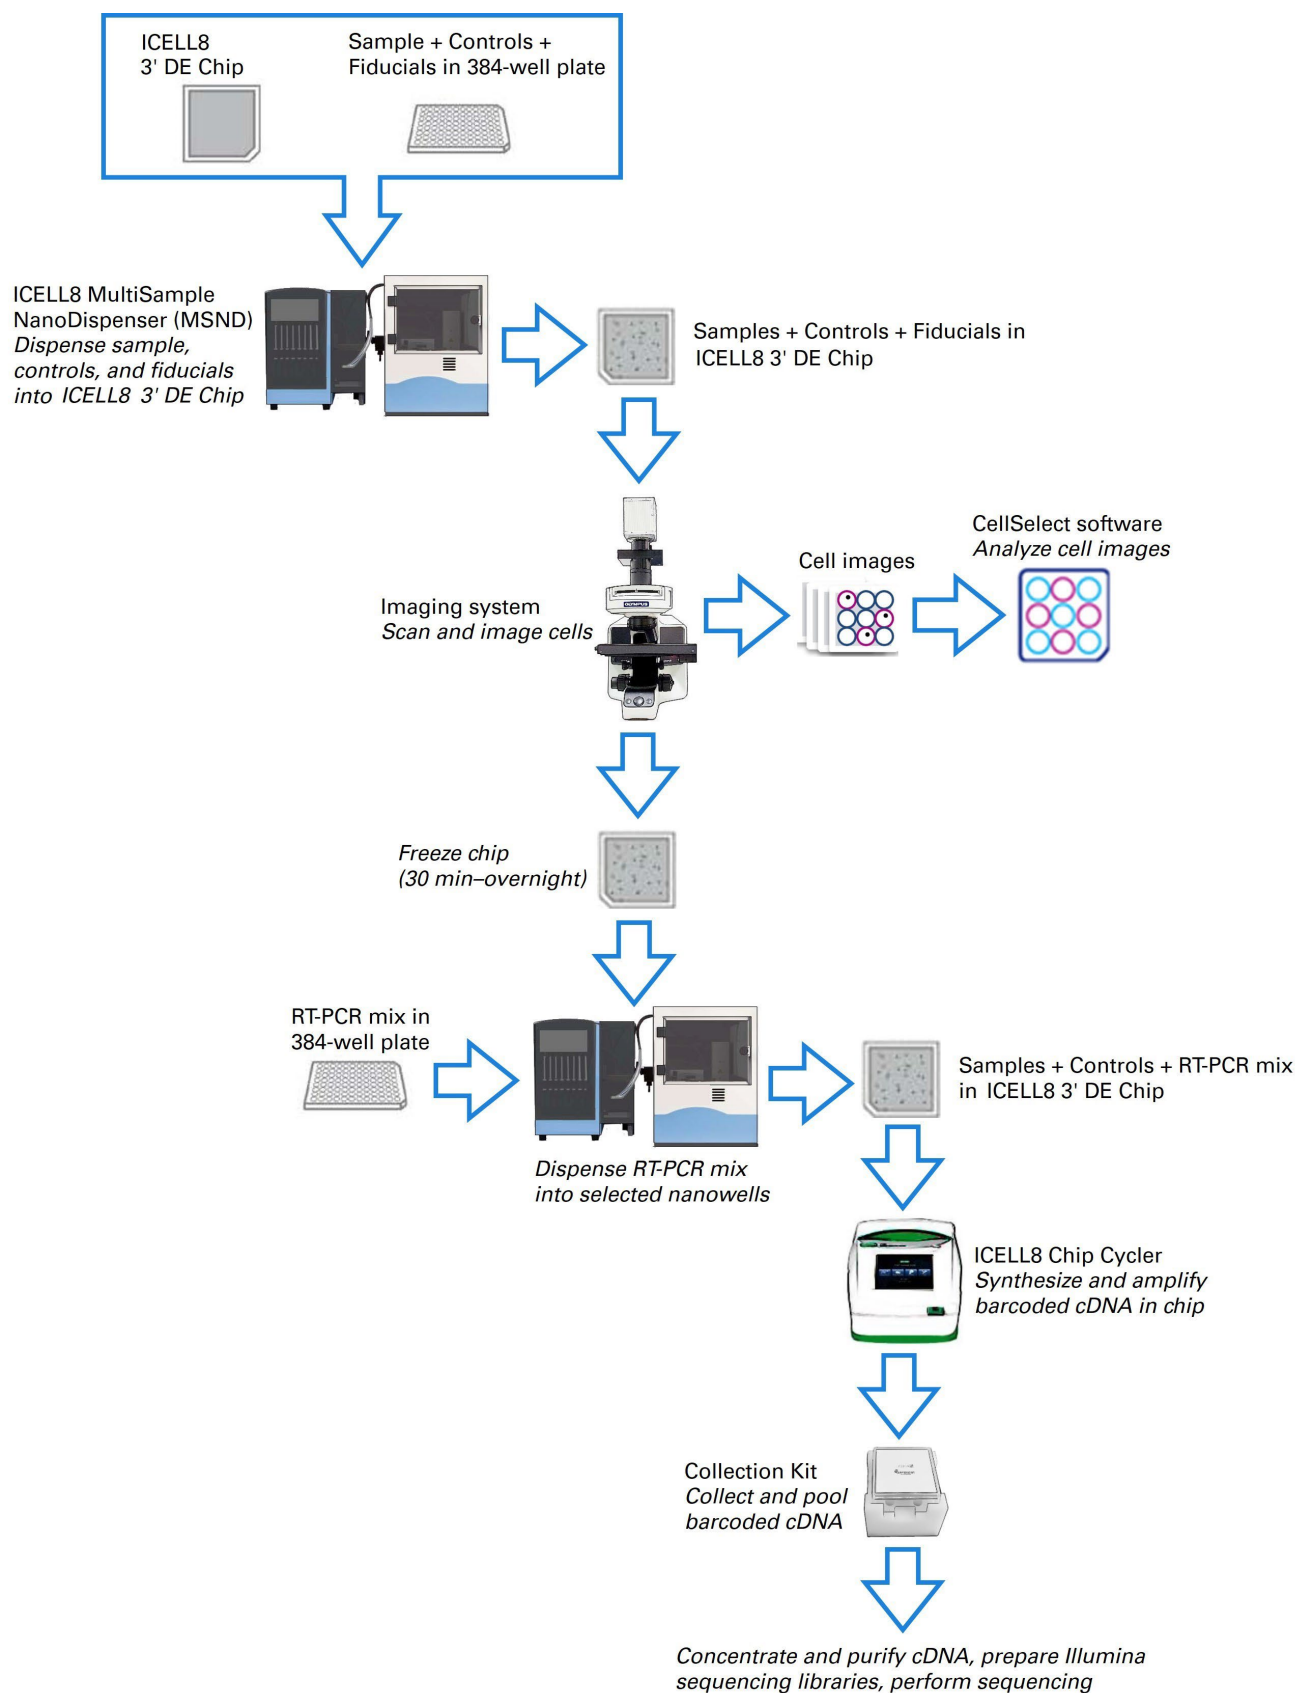 ICELL8
3' DE Chip
Sample + Controls +
Fiducials in 384-well plate
ICELL8 MultiSample
NanoDispenser (MSND)
Dispense sample,
controls, and fiducials
into ICELL8 3' DE Chip
Samples + Controls + Fiducials in
ICELL8 3' DE Chip
Imaging system
Scan and image cells
OLYMPUS
Cell images
CellSelect software
Analyze cell images
Freeze chip
(30 min–overnight)
RT-PCR mix in
384-well plate
Dispense RT-PCR mix
into selected nanowells
Samples + Controls + RT-PCR mix
in ICELL8 3' DE Chip
ICELL8 Chip Cycler
Synthesize and amplify
barcoded cDNA in chip
Collection Kit
Collect and pool
barcoded cDNA
Concentrate and purify cDNA, prepare Illumina
sequencing libraries, perform sequencing